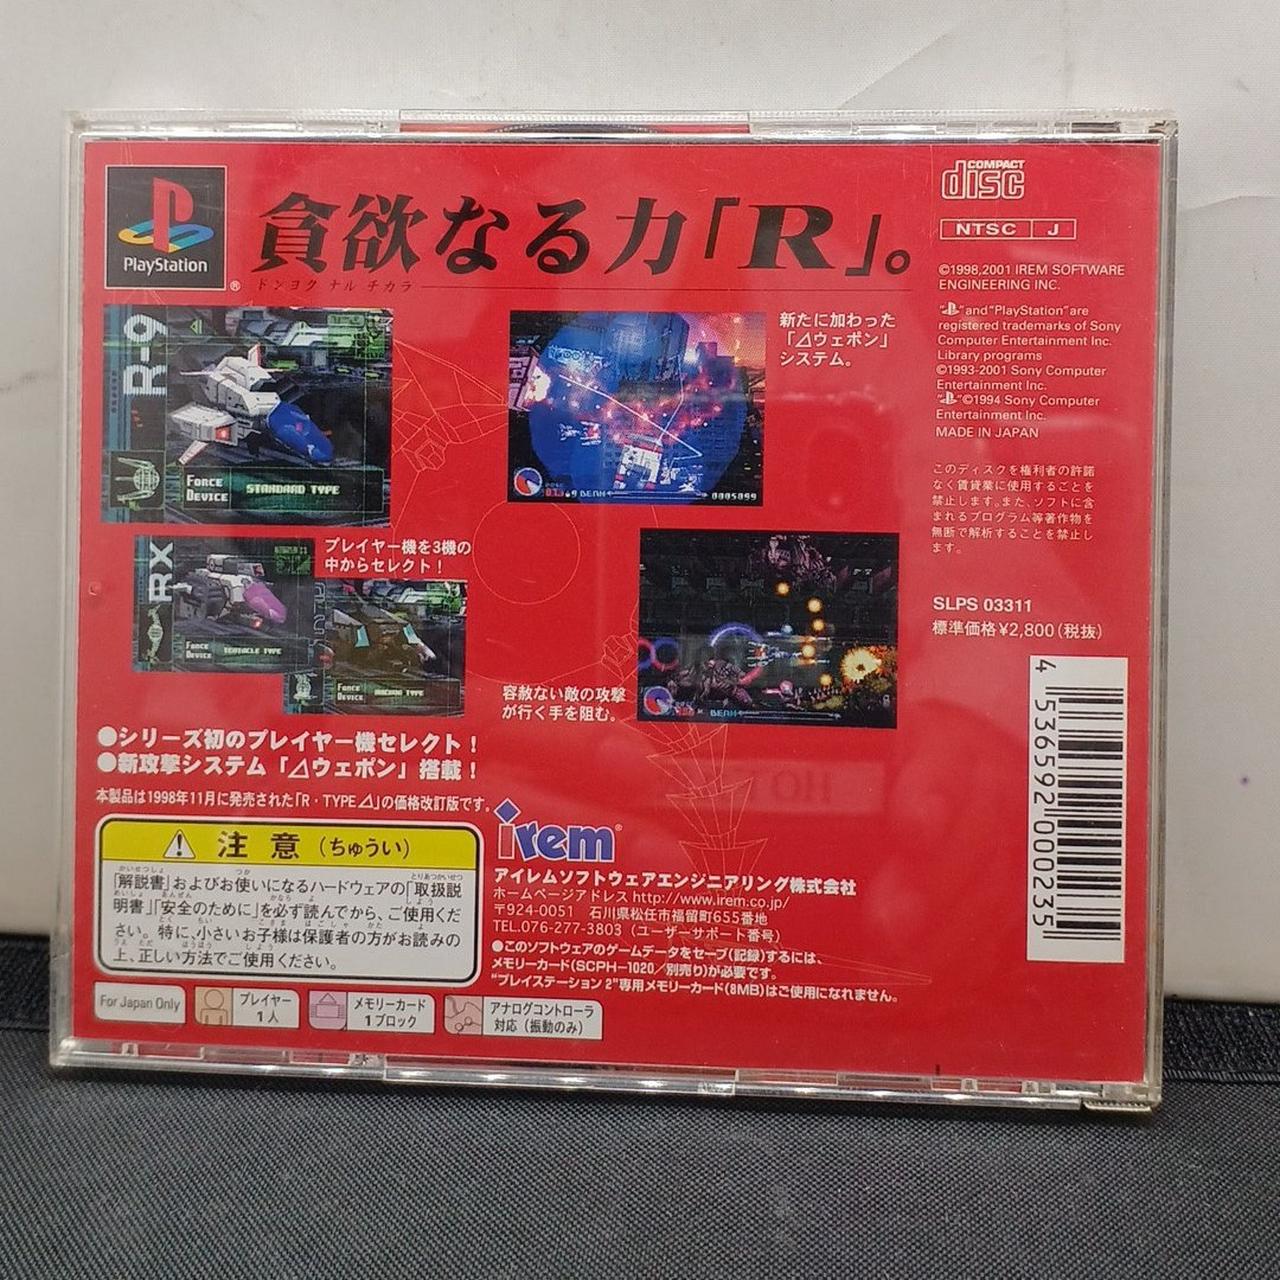 PlayStation
®
貪欲なる力「R」。
ドンヨク ナル チカラ
COMPACT
disc
NTSC J
©1998,2001 IREM SOFTWARE
ENGINEERING INC.
" "and"PlayStation"are
registered trademarks of Sony
Computer Entertainment Inc.
Library programs
©1993-2001 Sony Computer
Entertainment Inc.
" "©1994 Sony Computer
Entertainment Inc.
MADE IN JAPAN
このディスクを権利者の許諾
なく賃貸業に使用することを
禁止します。また、ソフトに含
まれるプログラム等著作物を
無断で解析することを禁止し
ます。
SLPS 03311
標準価格¥2,800(税抜)
4 536592 000235
R-9
FORCE
DEVICE STANDARD TYPE
新たに加わった
「△ウェポン」
システム。
BEAM 0005899
プレイヤー機を3機の
中からセレクト!
RX
FORCE
DEVICE TENTACLE TYPE
FORCE
DEVICE ANCHOR TYPE
容赦ない敵の攻撃
が行く手を阻む。
BEAM
●シリーズ初のプレイヤー機セレクト!
●新攻撃システム「△ウェポン」搭載!
本製品は1998年11月に発売された「R・TYPE△」の価格改訂版です。
注意(ちゅうい)
「解説書」およびお使いになるハードウェアの「取扱説
明書」「安全のために」を必ず読んでから、ご使用くだ
さい。特に、小さいお子様は保護者の方がお読みの
上、正しい方法でご使用ください。
irem®
アイレムソフトウェアエンジニアリング株式会社
ホームページアドレス http://www.irem.co.jp/
〒924-0051 石川県松任市福留町655番地
TEL.076-277-3803(ユーザーサポート番号)
●このソフトウェアのゲームデータをセーブ(記録)するには、
メモリーカード(SCPH-1020/別売り)が必要です。
"プレイステーション 2"専用メモリーカード(8MB)はご使用になれません。
For Japan Only
プレイヤー
1人
メモリーカード
1ブロック
アナログコントローラ
対応(振動のみ)